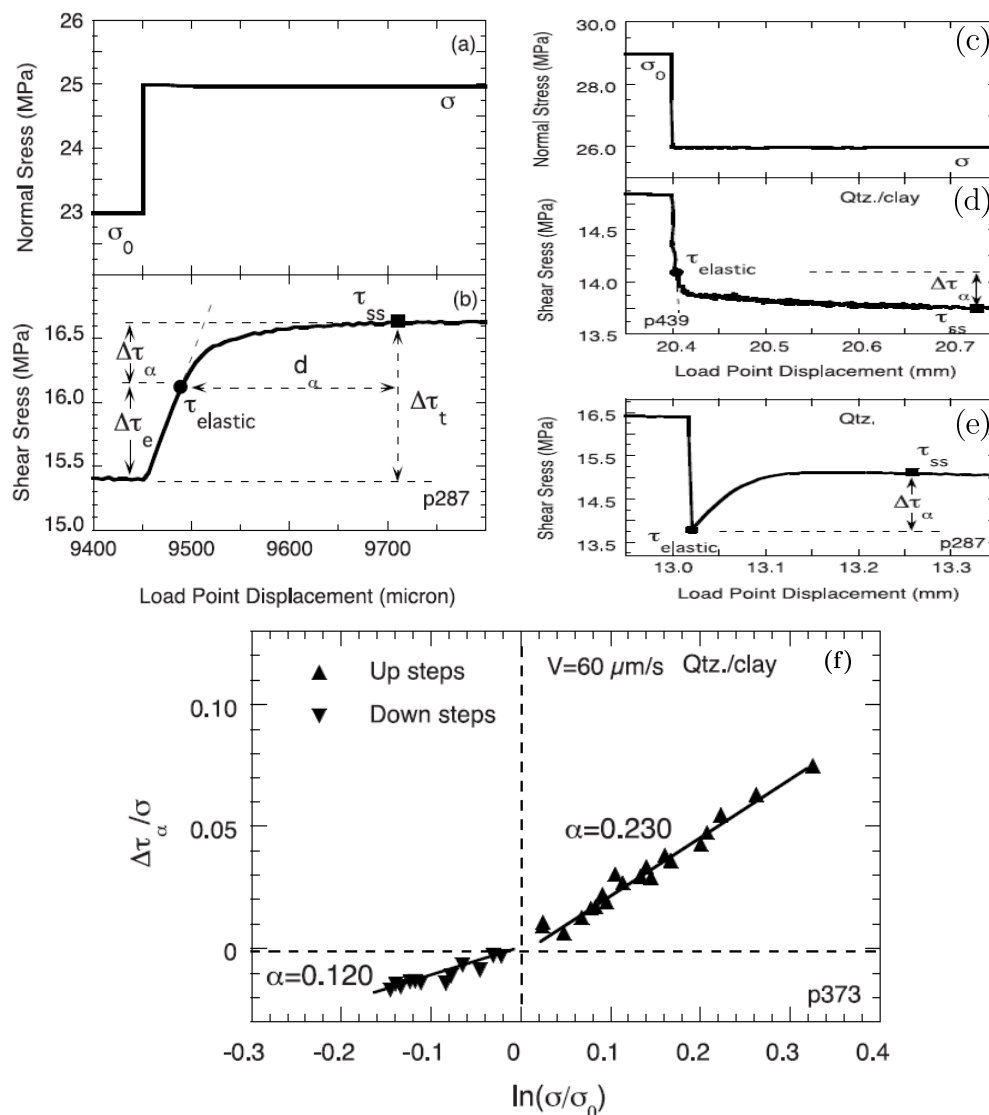 (a)
Normal Sress (MPa)
26
25
24
23
σ
σ0
(b)
Shear Sress (MPa)
16.5
16.0
15.5
15.0
τss
Δτα
Δτe
dα
τelastic
Δτt
p287
9400 9500 9600 9700
Load Point Displacement (micron)
(c)
Normal Stress (MPa)
30.0
28.0
26.0
σ0
σ
(d)
Qtz./clay
Shear Sress (MPa)
14.5
14.0
13.5
τelastic
Δτα
τss
p439
20.4 20.5 20.6 20.7
Load Point Displacement (mm)
(e)
Qtz.
Shear Sress (MPa)
16.5
15.0
14.5
13.5
τss
Δτα
τelastic
p287
13.0 13.1 13.2 13.3
Load Point Displacement (mm)
(f)
▲ Up steps
▼ Down steps
V=60 μm/s Qtz./clay
0.10
0.05
0
Δτα/σ
α=0.230
α=0.120
p373
-0.3 -0.2 -0.1 0 0.1 0.2 0.3 0.4
ln(σ/σ0)